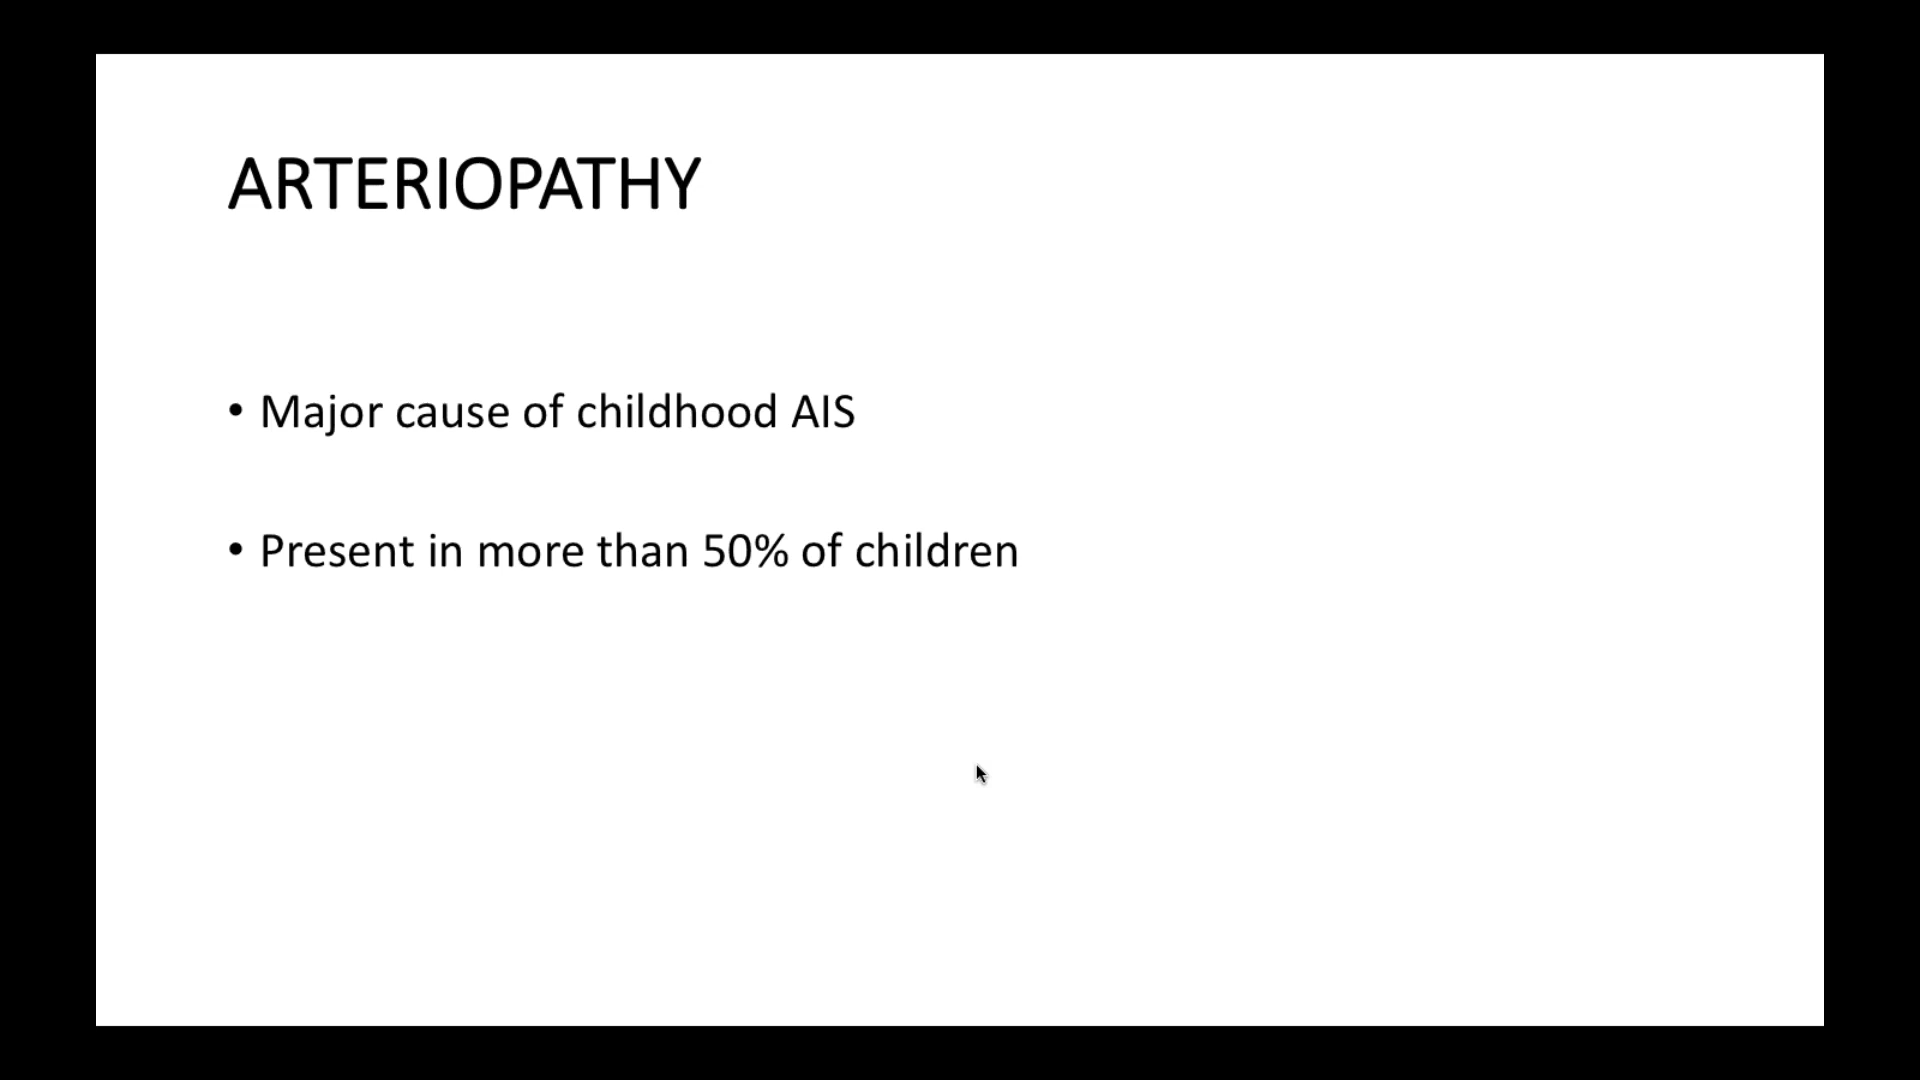 ARTERIOPATHY
• Major cause of childhood AIS
• Present in more than 50% of children